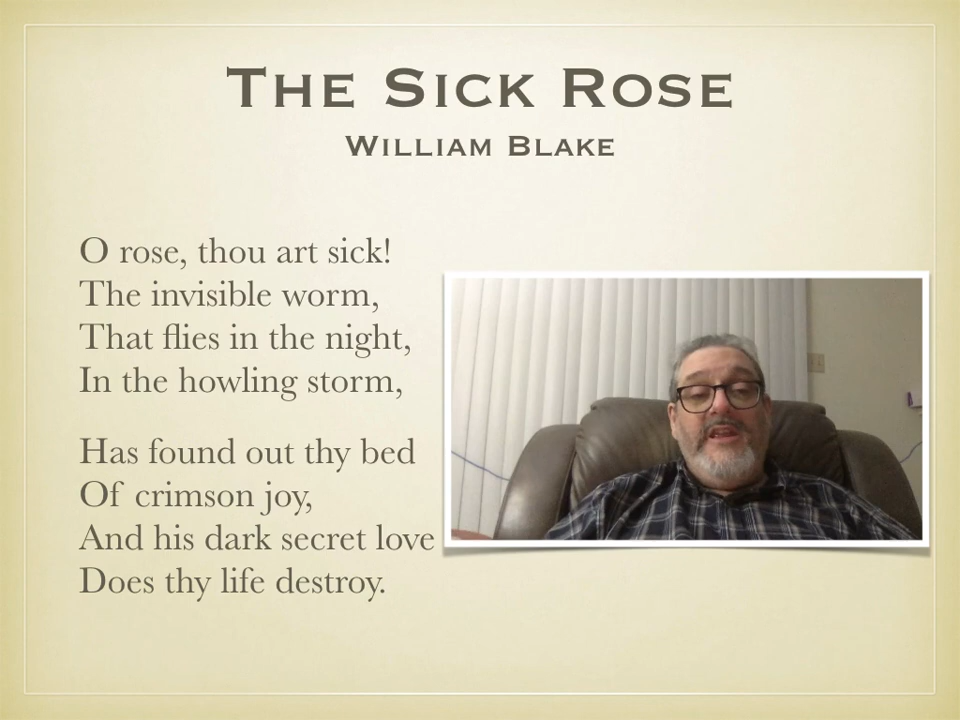 The Sick Rose
William Blake
O rose, thou art sick!
The invisible worm,
That flies in the night,
In the howling storm,
Has found out thy bed
Of crimson joy,
And his dark secret love
Does thy life destroy.